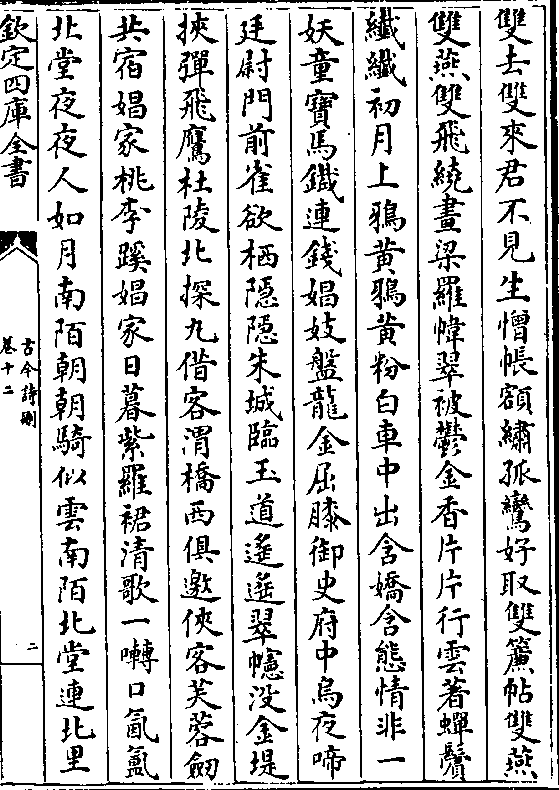 雙去雙來君不見生憎帳額繡孤鸞好取雙簾帖雙燕
雙燕雙飛繞畫梁羅幃翠被鬱金香片片行雲著蟬鬢
纖纖初月上鴉黃鴉黃粉白車中出含嬌含態情非一
妖童寶馬鐵連錢娼妓盤龍金屈膝御史府中烏夜啼
廷尉門前雀欲栖隱隱朱城臨玉道遙遙翠幰沒金堤
挾彈飛鷹杜陵北探九借客渭橋西俱邀俠客芙蓉劒
共宿娼家桃李蹊娼家日暮紫羅裙清歌一囀口氤氳
北堂夜夜人如月南陌朝朝騎似雲南陌北堂連北里
欽定四庫全書
古今詩刪
卷十二
二